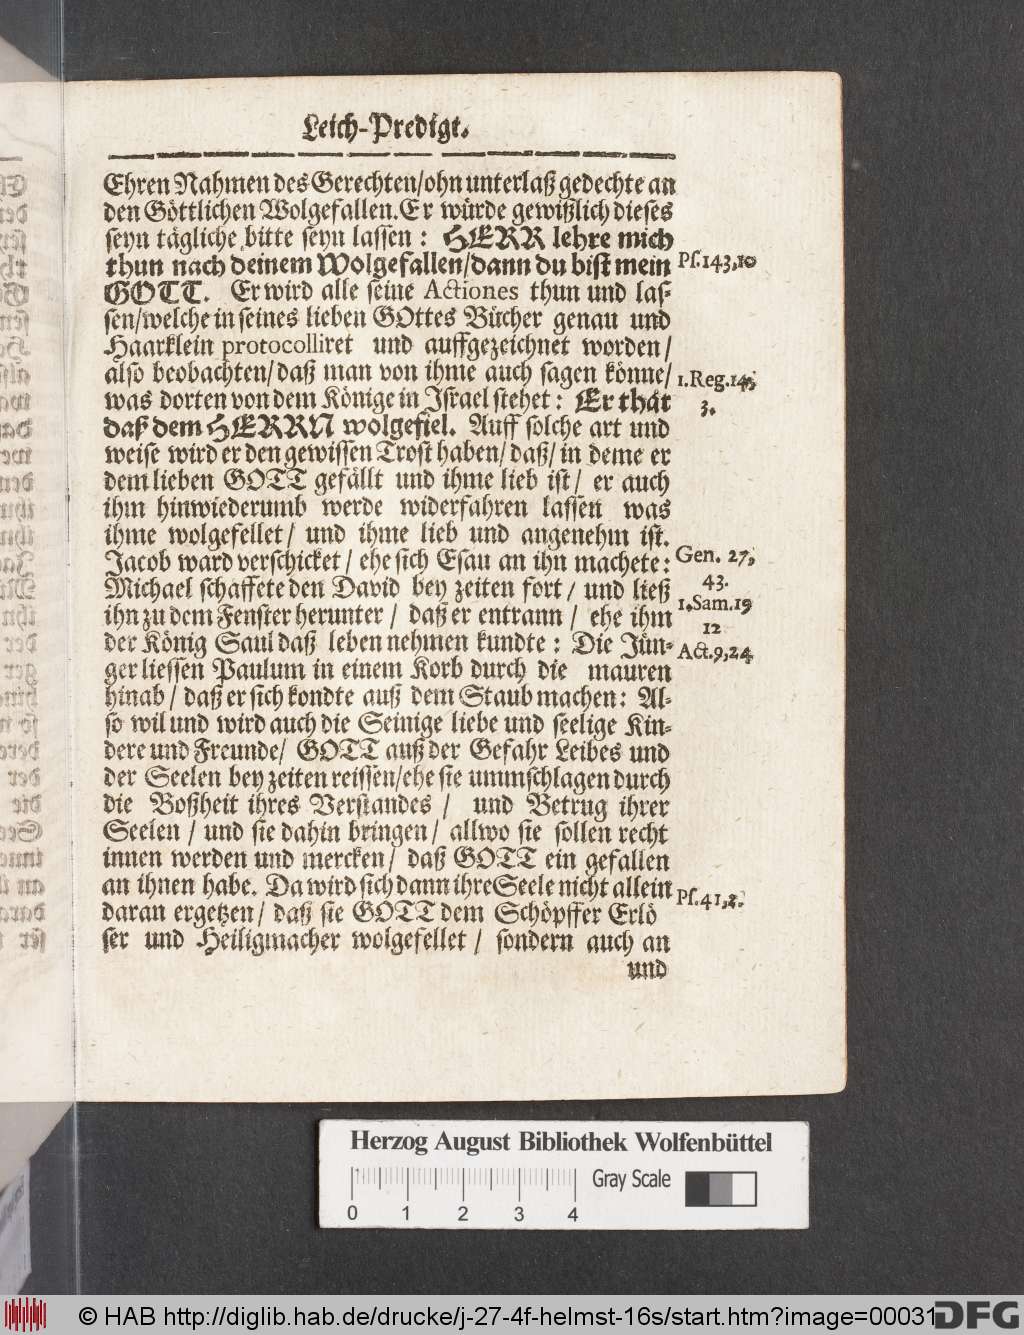 Leich-Predigt.
Ehren Nahmen des Gerechten/ohn unterlaß gedechte an
den Göttlichen Wolgefallen. Er würde gewißlich dieses
seyn tägliche bitte seyn lassen: HERR lehre mich
thun nach deinem Wolgefallen/dann du bist mein
GOTT. Er wird alle seine Actiones thun und las-
sen/welche in seines lieben GOttes Bücher genau und
Haarklein protocolliret und auffgezeichnet worden/
also beobachten/daß man von ihme auch sagen könne/
was dorten von dem Könige in Israel stehet: Er thät
daß dem HERRN wolgefiel. Auff solche art und
weise wird er den gewissen Trost haben/daß/in deme er
dem lieben GOTT gefällt und ihme lieb ist/ er auch
ihm hinwiederumb werde widerfahren lassen was
ihme wolgefellet/ und ihme lieb und angenehm ist.
Jacob ward verschicket/ehe sich Esau an ihn machete:
Michael schaffete den David bey zeiten fort/ und ließ
ihn zu dem Fenster herunter/ daß er entrann/ ehe ihm
der König Saul daß leben nehmen kundte: Die Jün-
ger liessen Paulum in einem Korb durch die mauren
hinab/daß er sich kondte auß dem Staub machen: Al-
so wil und wird auch die Seinige liebe und seelige Kin-
dere und Freunde/ GOTT auß der Gefahr Leibes und
der Seelen bey zeiten reissen/ehe sie umumschlagen durch
die Boßheit ihres Verstandes/ und Betrug ihrer
Seelen/ und sie dahin bringen/ allwo sie sollen recht
innen werden und mercken/ daß GOTT ein gefallen
an ihnen habe. Da wird sich dann ihre Seele nicht allein
daran ergetzen/ daß sie GOTT dem Schöpffer Erlö
ser und Heiligmacher wolgefellet/ sondern auch an
und
Ps. 143,10
1. Reg. 14,
3.
Gen. 27,
43.
1. Sam. 19
12
Act. 9,24
Ps. 41,2.
Herzog August Bibliothek Wolfenbüttel
Gray Scale
0 1 2 3 4
© HAB http://diglib.hab.de/drucke/j-27-4f-helmst-16s/start.htm?image=00031
DFG